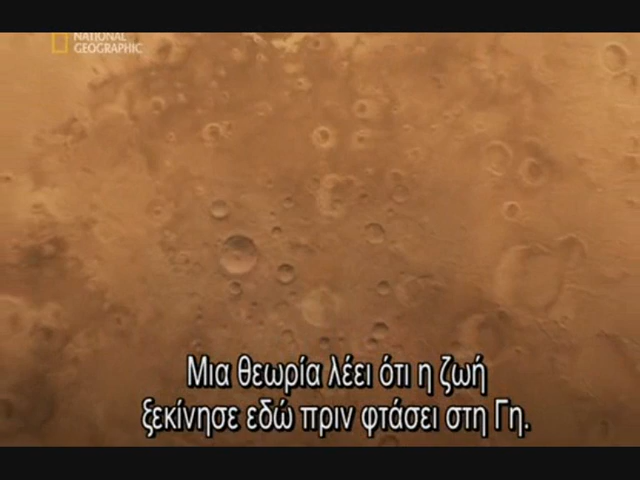 NATIONAL
GEOGRAPHIC
Μια θεωρία λέει ότι η ζωή
ξεκίνησε εδώ πριν φτάσει στη Γη.